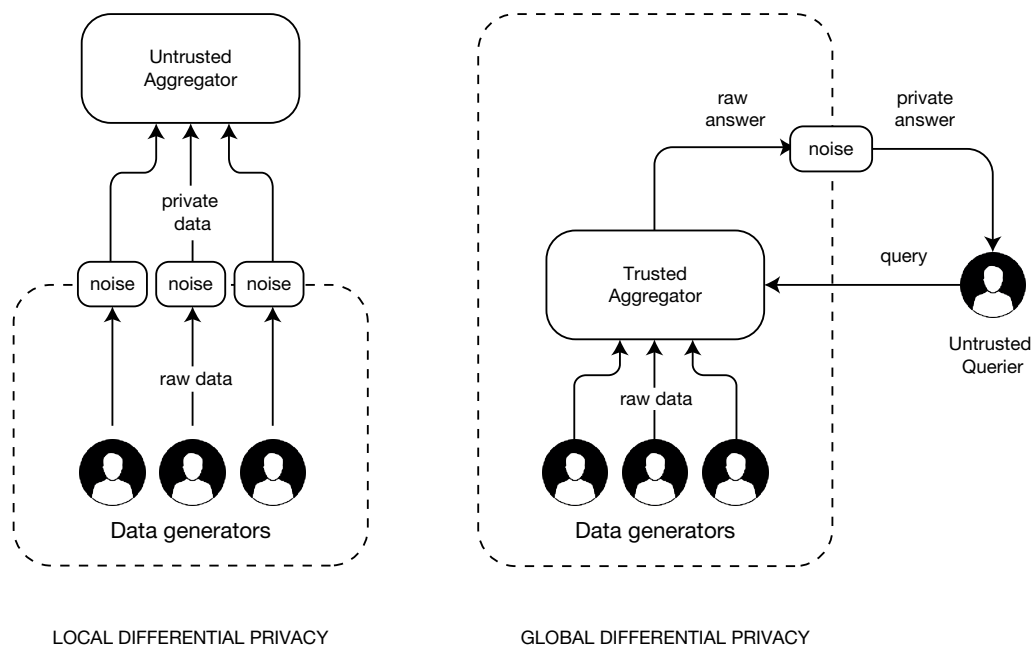 Untrusted
Aggregator
private
data
noise
noise
noise
raw data
Data generators
LOCAL DIFFERENTIAL PRIVACY
raw
answer
private
answer
noise
query
Trusted
Aggregator
Untrusted
Querier
raw data
Data generators
GLOBAL DIFFERENTIAL PRIVACY